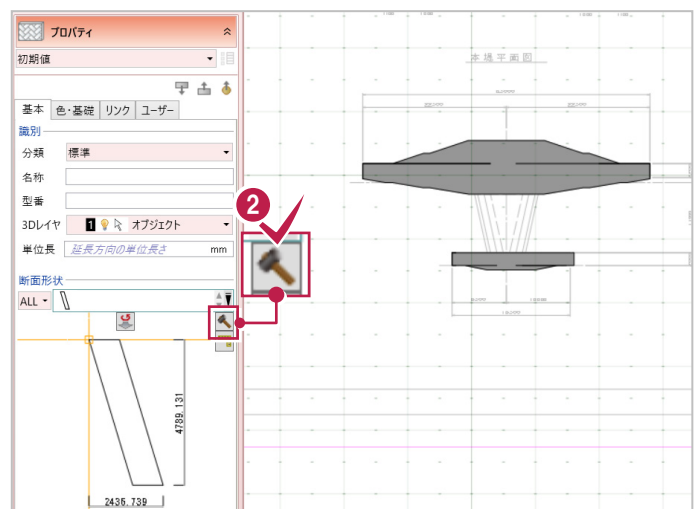 プロパティ
初期値
基本 色・基礎 リンク ユーザー
識別
分類 標準
名称
型番
3Dレイヤ 1 オブジェクト
単位長 延長方向の単位長さ mm
断面形状
ALL
4789.131
2436.739
2
本堤平面図